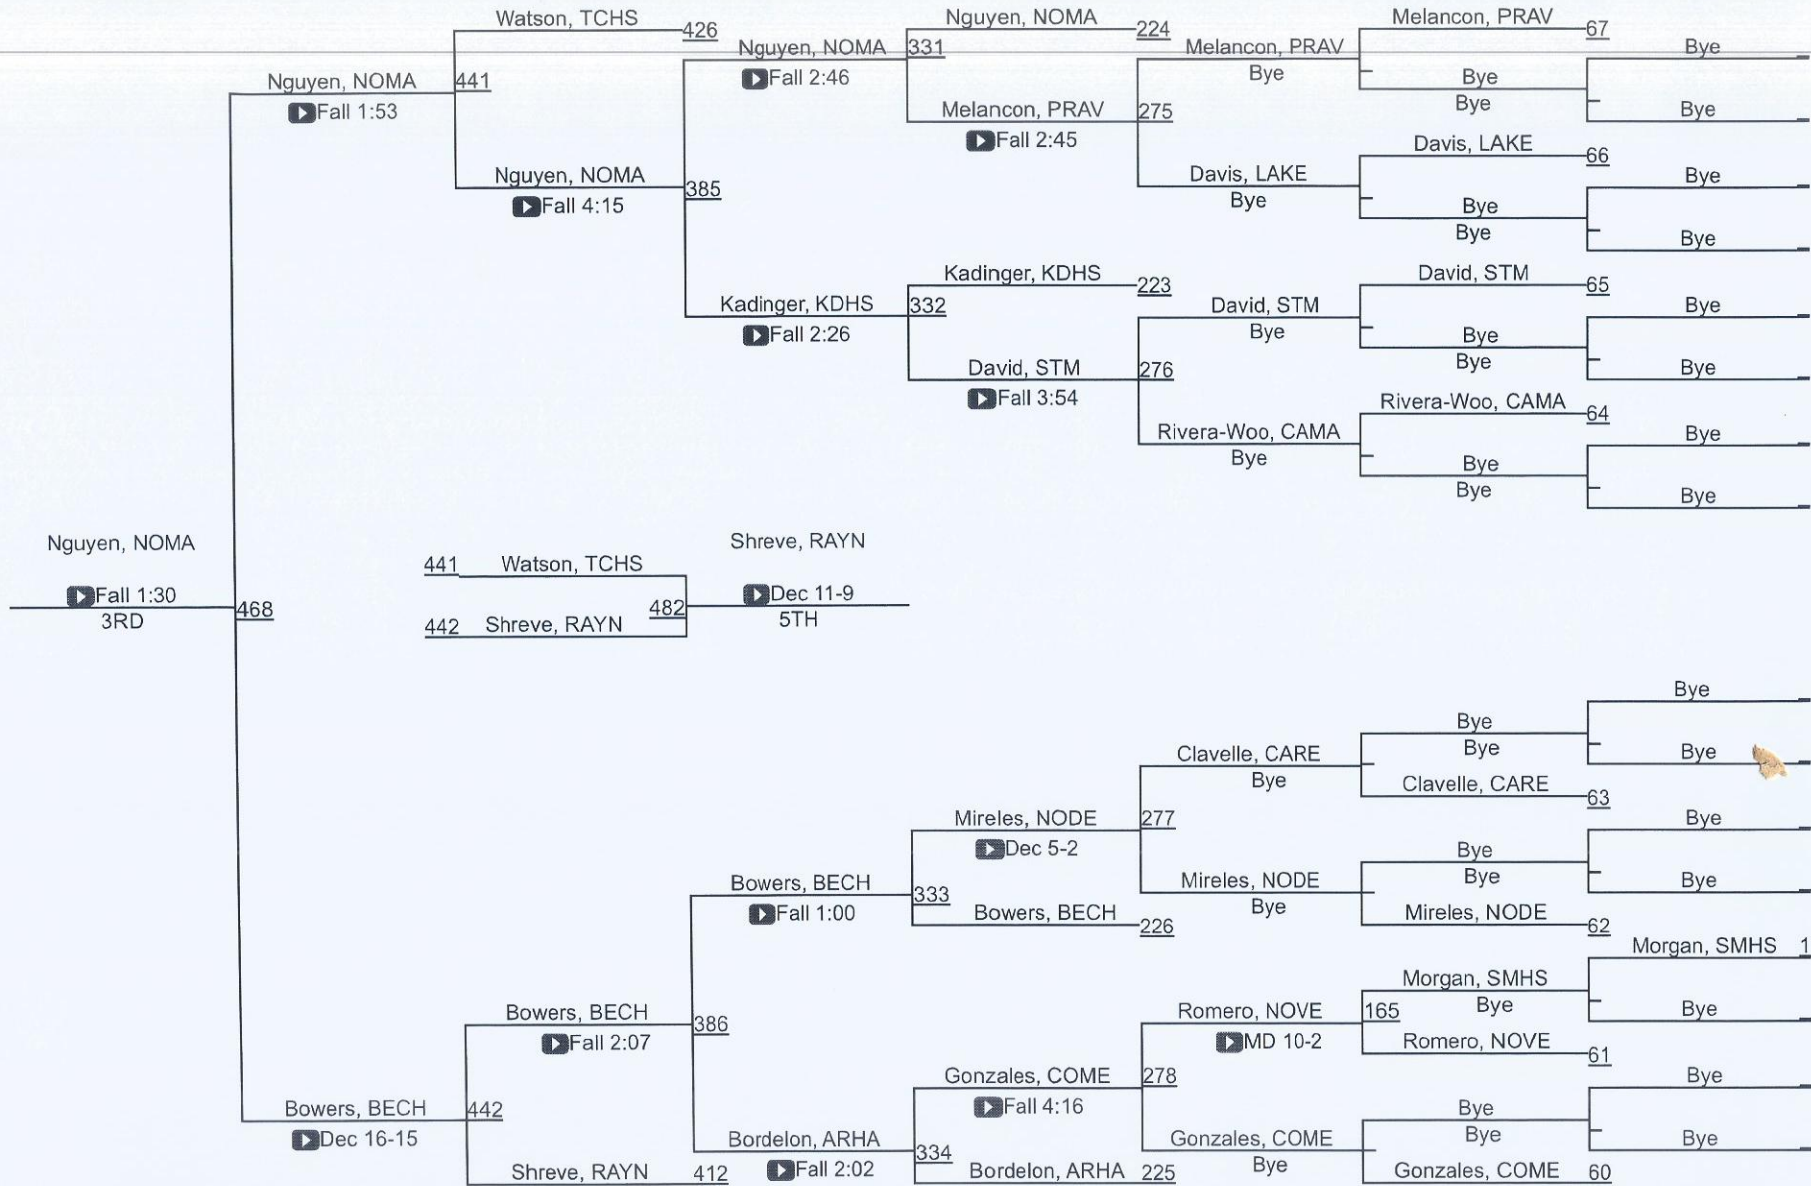 Watson, TCHS
426
Nguyen, NOMA
441
Fall 1:53
Nguyen, NOMA
Fall 4:15
385
Nguyen, NOMA
331
Fall 2:46
Nguyen, NOMA
224
Melancon, PRAV
275
Fall 2:45
Melancon, PRAV
Bye
Melancon, PRAV
67
Bye
Bye
Bye
Bye
Davis, LAKE
Bye
Davis, LAKE
66
Bye
Bye
Bye
Bye
Kadinger, KDHS
Fall 2:26
332
Kadinger, KDHS
223
David, STM
Fall 3:54
276
David, STM
Bye
David, STM
65
Bye
Bye
Bye
Bye
Rivera-Woo, CAMA
Bye
Rivera-Woo, CAMA
64
Bye
Bye
Bye
Bye
Nguyen, NOMA
Fall 1:30
3RD
468
441
Watson, TCHS
442
Shreve, RAYN
482
Shreve, RAYN
Dec 11-9
5TH
Bowers, BECH
442
Dec 16-15
Bowers, BECH
386
Fall 2:07
Shreve, RAYN
412
Bowers, BECH
333
Fall 1:00
Mireles, NODE
277
Dec 5-2
Bowers, BECH
226
Clavelle, CARE
Bye
Bye
Bye
Clavelle, CARE
63
Bye
Bye
Mireles, NODE
Bye
Bye
Bye
Mireles, NODE
62
Bye
Bye
Bordelon, ARHA
334
Fall 2:02
Gonzales, COME
278
Fall 4:16
Bordelon, ARHA
225
Romero, NOVE
165
MD 10-2
Morgan, SMHS
Bye
Romero, NOVE
61
Morgan, SMHS
1
Bye
Gonzales, COME
Bye
Bye
Bye
Gonzales, COME
60
Bye
Bye